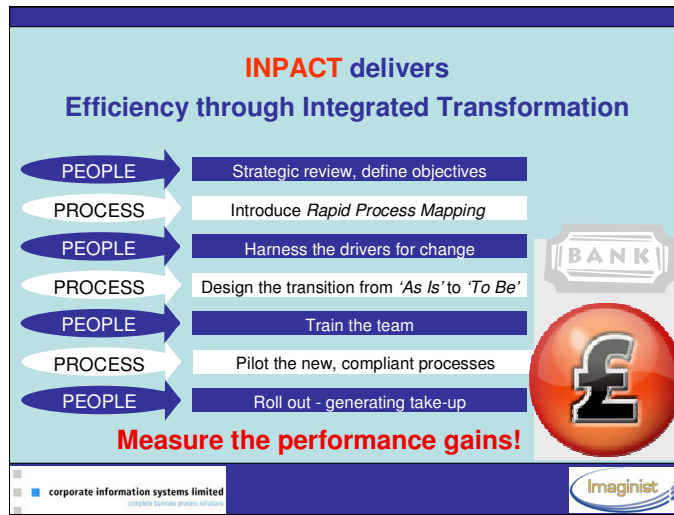 INPACT delivers
Efficiency through Integrated Transformation
PEOPLE Strategic review, define objectives
PROCESS Introduce Rapid Process Mapping
PEOPLE Harness the drivers for change
PROCESS Design the transition from ‘As Is’ to ‘To Be’
PEOPLE Train the team
PROCESS Pilot the new, compliant processes
PEOPLE Roll out - generating take-up
BANK
£
Measure the performance gains!
corporate information systems limited
complete business process solutions
Imaginist